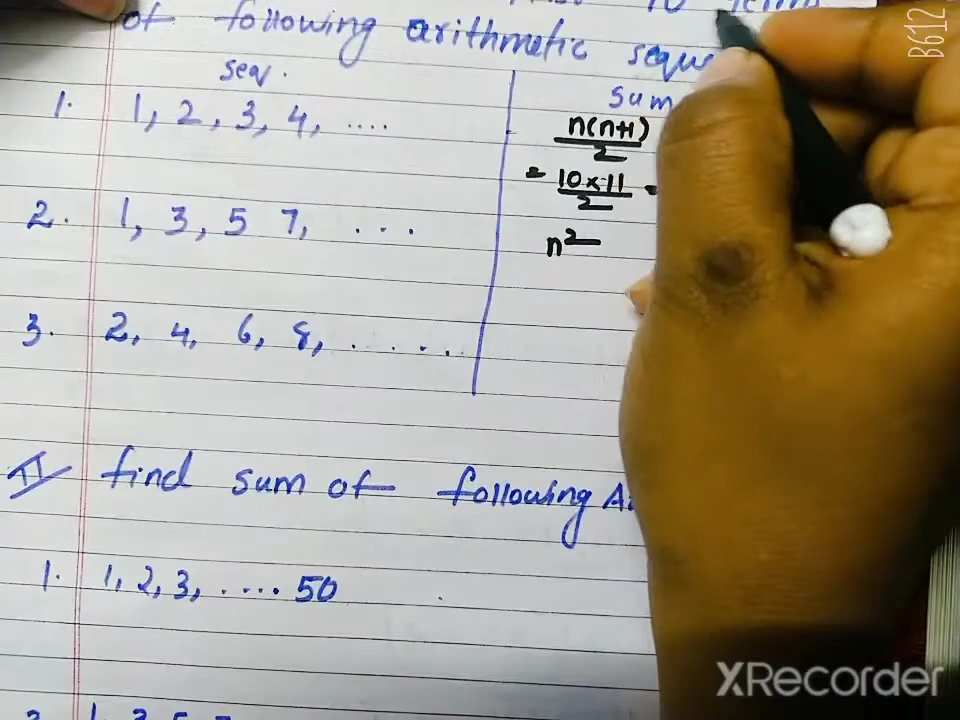 10
of following arithmetic seque
seq. sum
1. 1, 2, 3, 4, ....
n(n+1)
2
= 10 x 11 =
2
2. 1, 3, 5 7, ...
n²
3. 2, 4, 6, 8, .....
II find sum of following A
1. 1, 2, 3, .... 50
B612
XRecorder